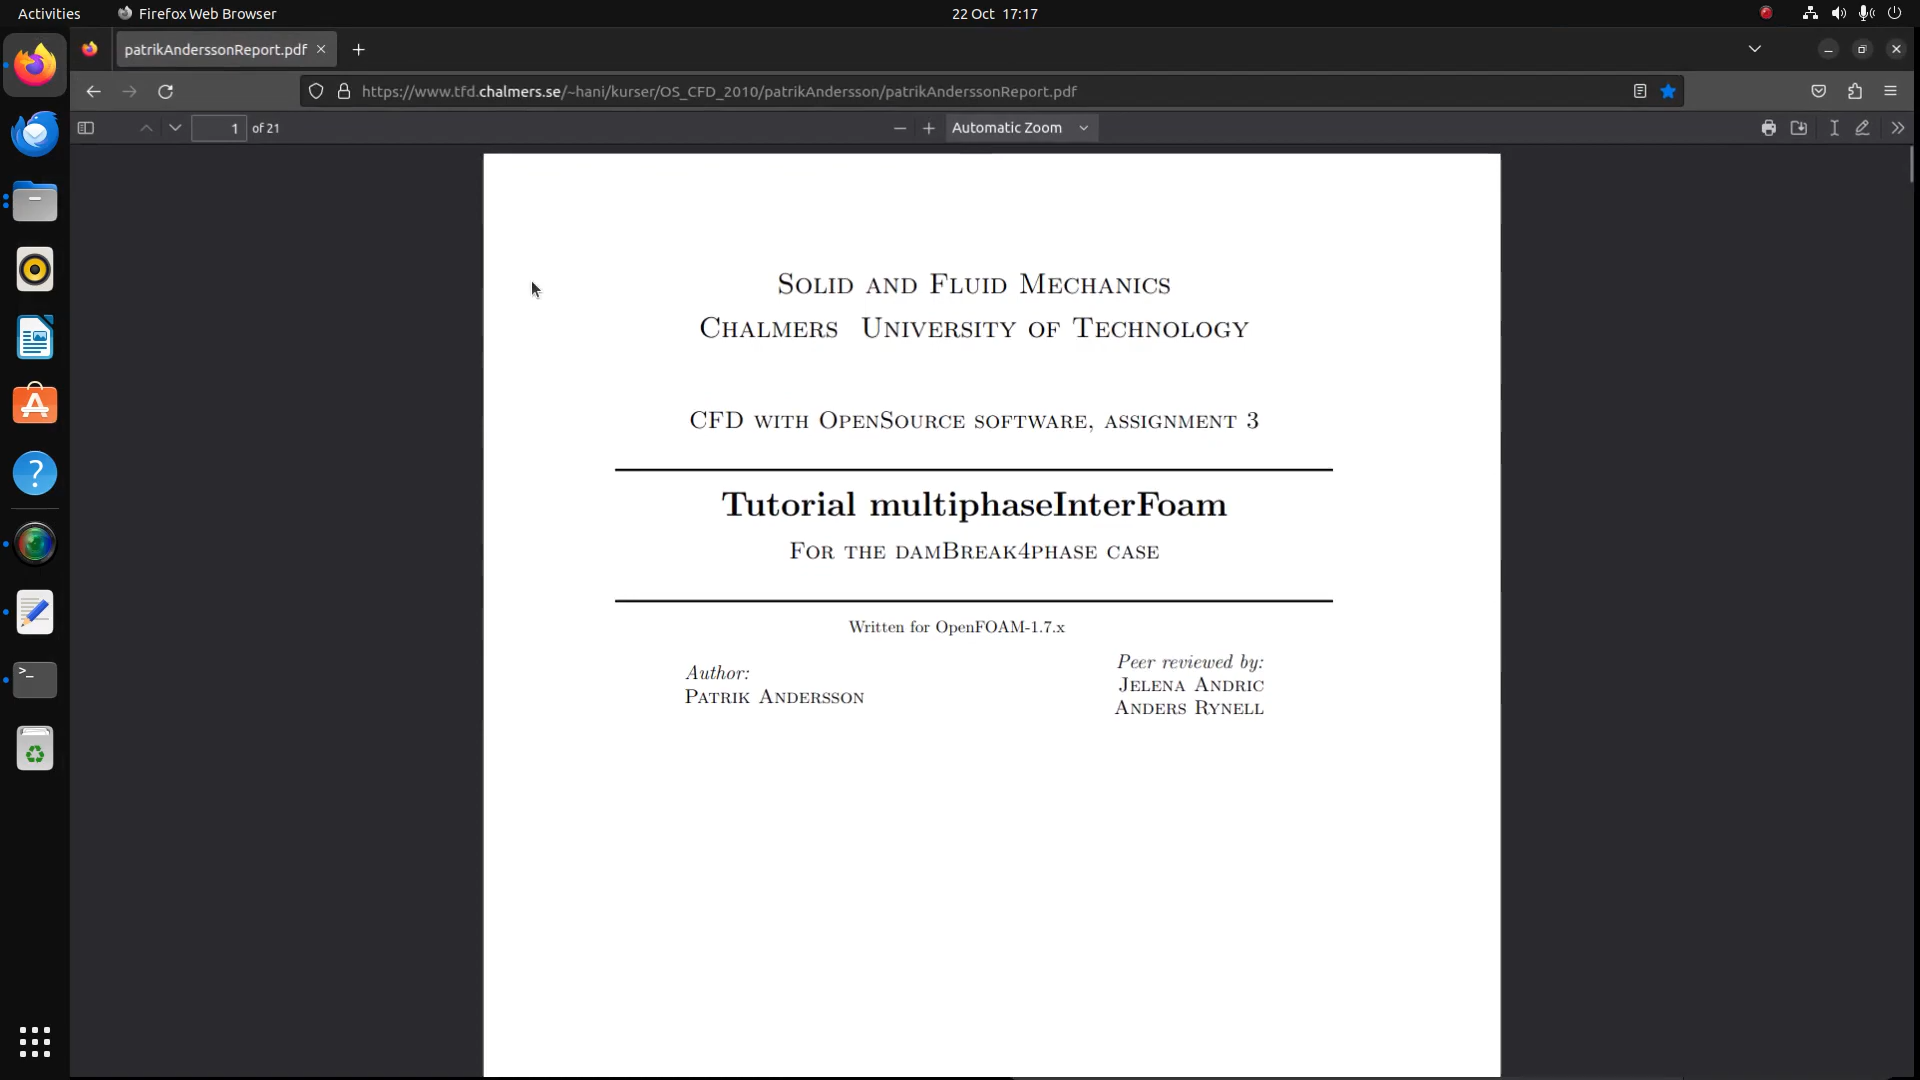 Activities Firefox Web Browser 22 Oct 17:17
patrikAnderssonReport.pdf
https://www.tfd.chalmers.se/~hani/kurser/OS_CFD_2010/patrikAndersson/patrikAnderssonReport.pdf
1 of 21 Automatic Zoom
Solid and Fluid Mechanics
Chalmers University of Technology
CFD with OpenSource software, assignment 3
Tutorial multiphaseInterFoam
For the damBreak4phase case
Written for OpenFOAM-1.7.x
Author:
Patrik Andersson
Peer reviewed by:
Jelena Andric
Anders Rynell